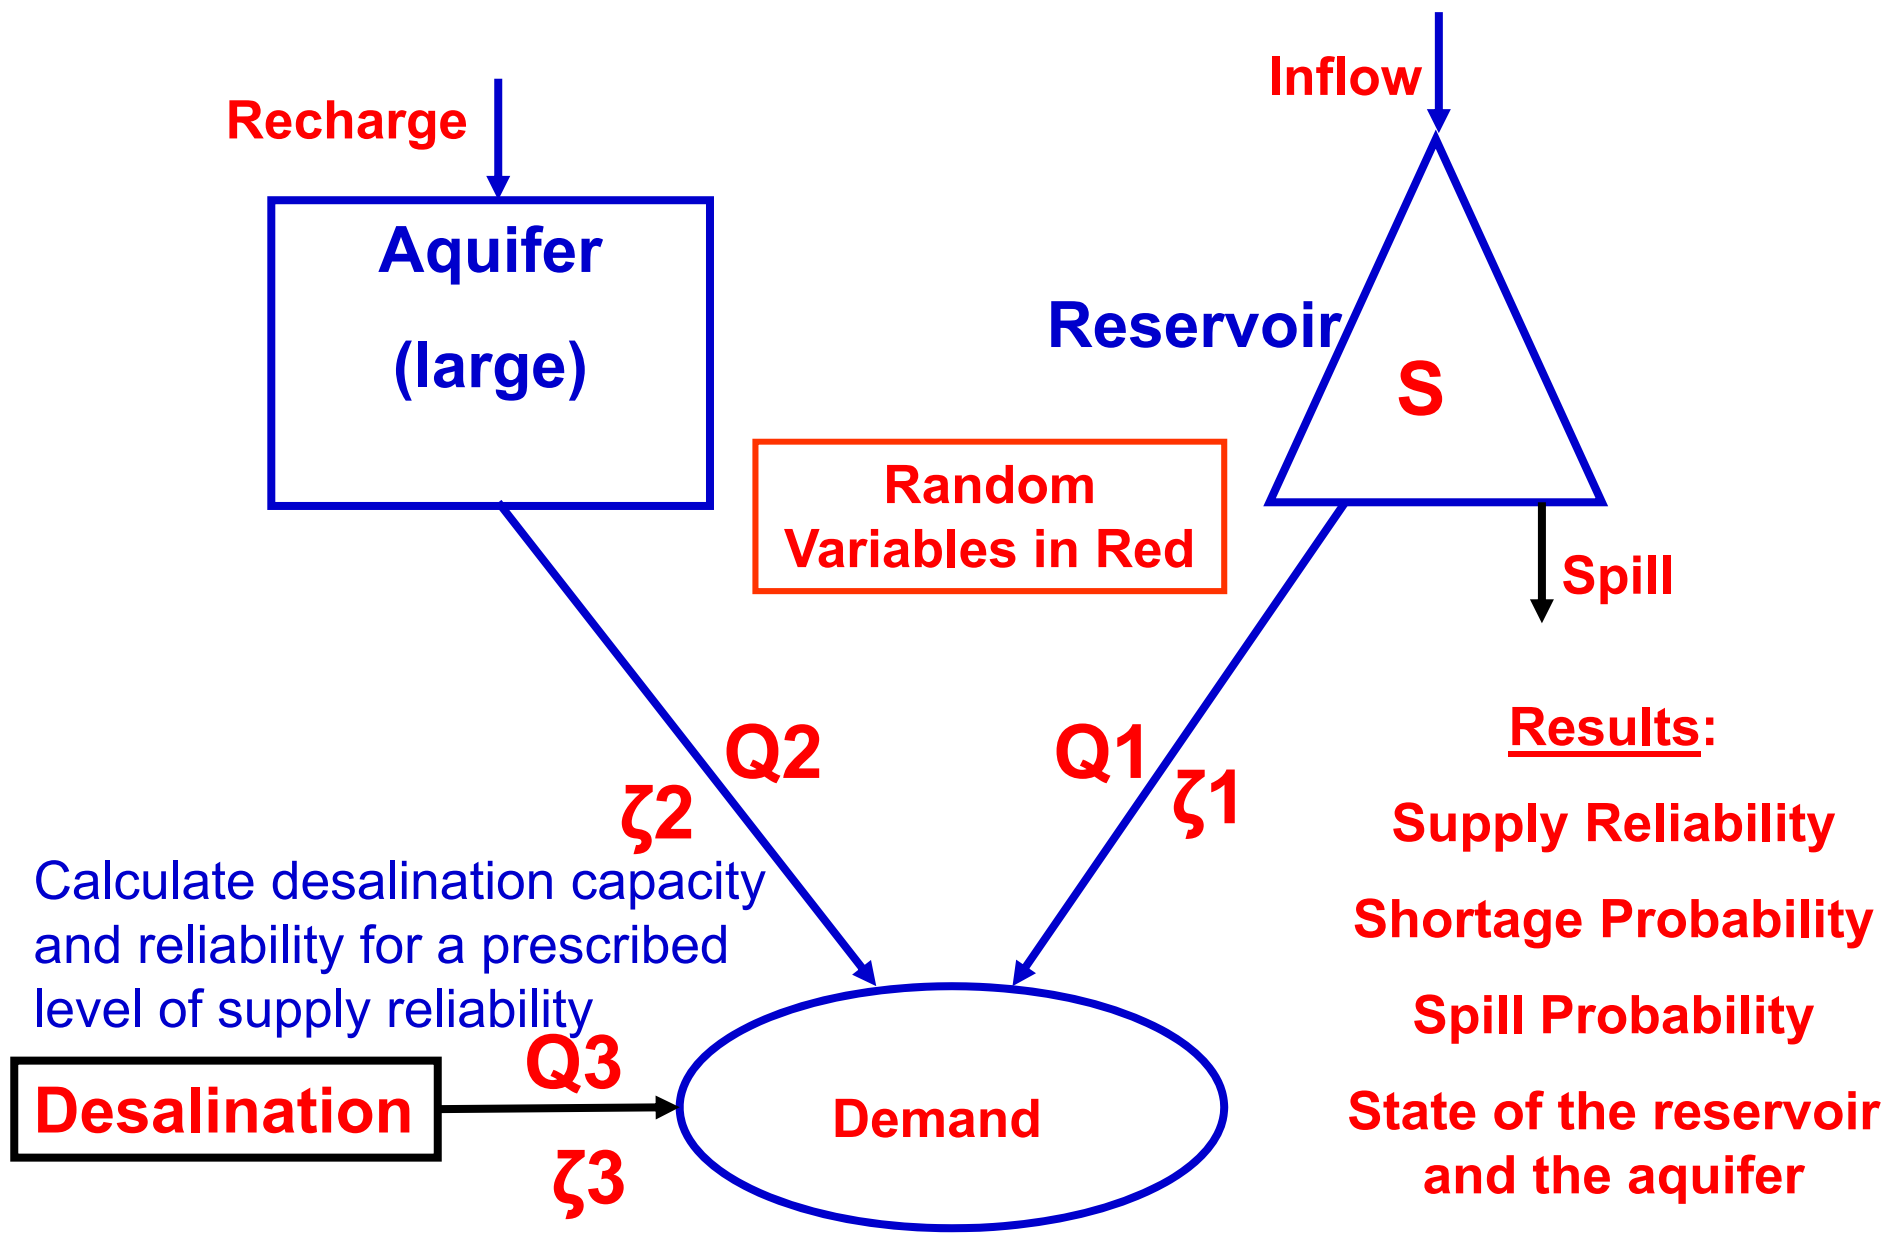 Inflow
Recharge
Aquifer
(large)
Reservoir
S
Random
Variables in Red
Spill
Q2
Q1
ζ2
ζ1
Results:
Supply Reliability
Shortage Probability
Spill Probability
State of the reservoir
and the aquifer
Calculate desalination capacity
and reliability for a prescribed
level of supply reliability
Q3
Desalination
ζ3
Demand